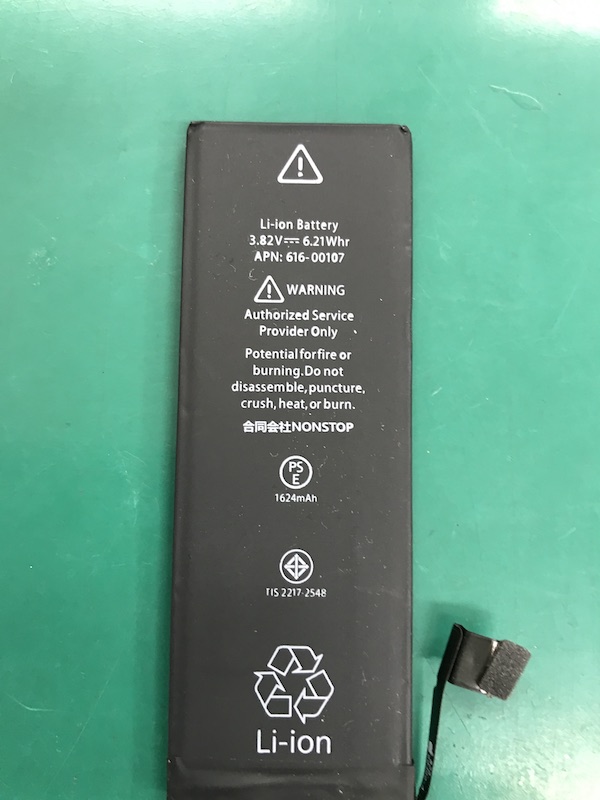 Li-ion Battery
3.82V⎓ 6.21Whr
APN: 616-00107
WARNING
Authorized Service
Provider Only
Potential for fire or
burning.Do not
disassemble,puncture,
crush, heat, or burn.
合同会社NONSTOP
PS
E
1624mAh
TIS 2217-2548
Li-ion